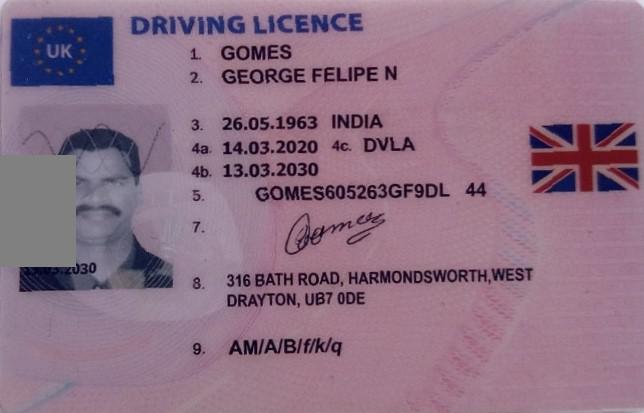 DRIVING LICENCE
UK
1. GOMES
2. GEORGE FELIPE N
3. 26.05.1963 INDIA
4a. 14.03.2020 4c. DVLA
4b. 13.03.2030
5. GOMES605263GF9DL 44
7. Gomes
13.03.2030
8. 316 BATH ROAD, HARMONDSWORTH,WEST
DRAYTON, UB7 0DE
9. AM/A/B/f/k/q